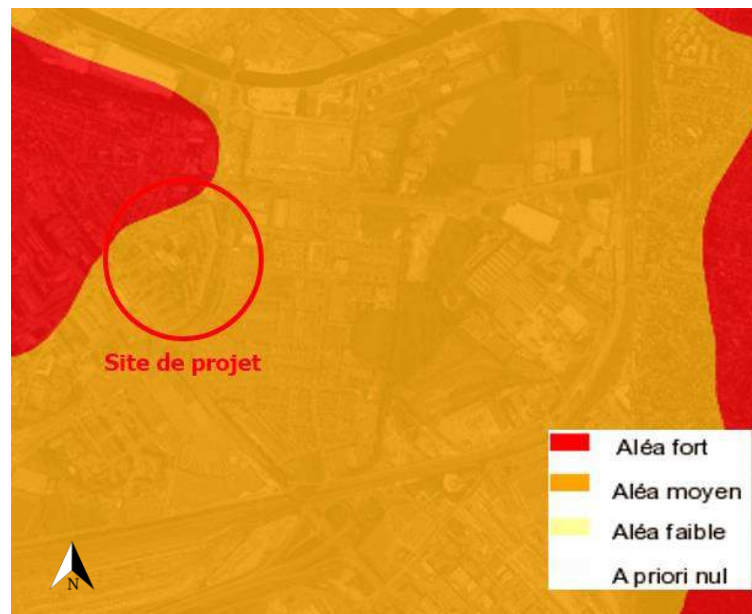 Site de projet
Aléa fort
Aléa moyen
Aléa faible
A priori nul
N